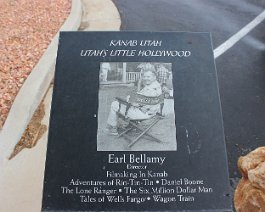 KANAB UTAH
UTAH'S LITTLE HOLLYWOOD
Earl Bellamy
Director
Filmaking In Kanab
Adventures of Rin-Tin-Tin • Daniel Boone
The Lone Ranger • The Six Million Dollar Man
Tales of Wells Fargo • Wagon Train